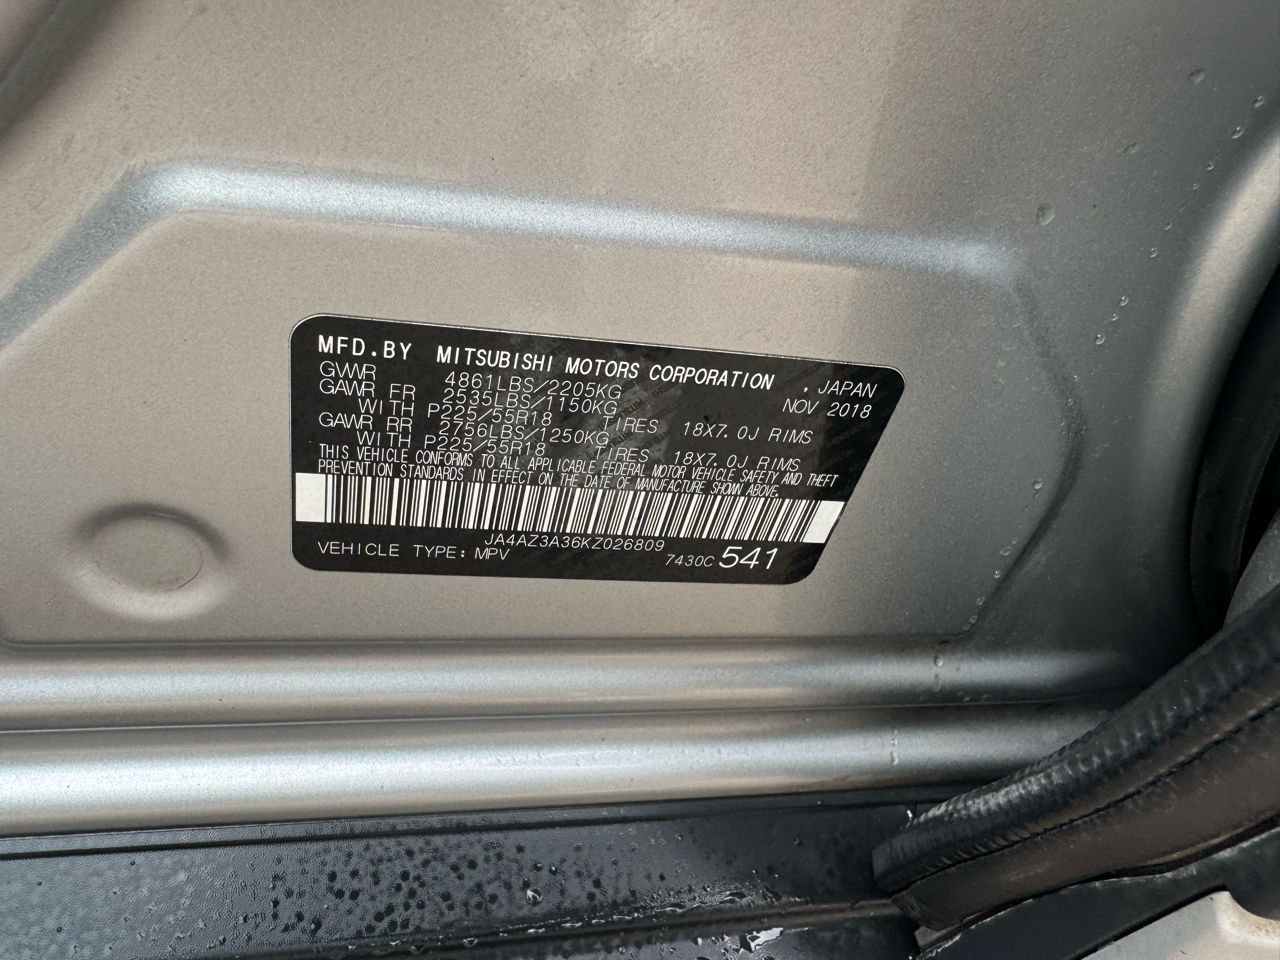 MFD.BY MITSUBISHI MOTORS CORPORATION , JAPAN
GVWR 4861LBS/2205KG NOV 2018
GAWR FR 2535LBS/1150KG
WITH P225/55R18 TIRES 18X7.0J RIMS
GAWR RR 2756LBS/1250KG
WITH P225/55R18 TIRES 18X7.0J RIMS
THIS VEHICLE CONFORMS TO ALL APPLICABLE FEDERAL MOTOR VEHICLE SAFETY AND THEFT
PREVENTION STANDARDS IN EFFECT ON THE DATE OF MANUFACTURE SHOWN ABOVE.
JA4AZ3A36KZ026809
VEHICLE TYPE: MPV 7430C 541